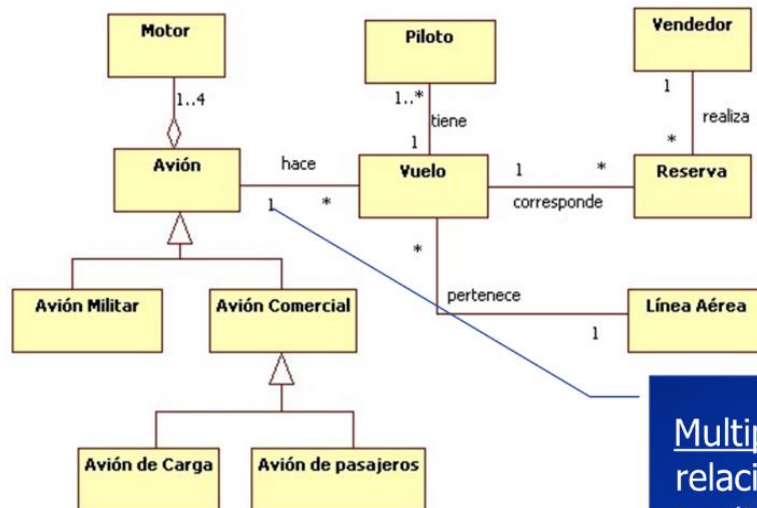 Motor
Piloto
Vendedor
1..4
1..*
tiene
1
1
realiza
*
Avión
hace
1
*
Vuelo
1
*
corresponde
Reserva
*
pertenece
1
Línea Aérea
Avión Militar
Avión Comercial
Avión de Carga
Avión de pasajeros